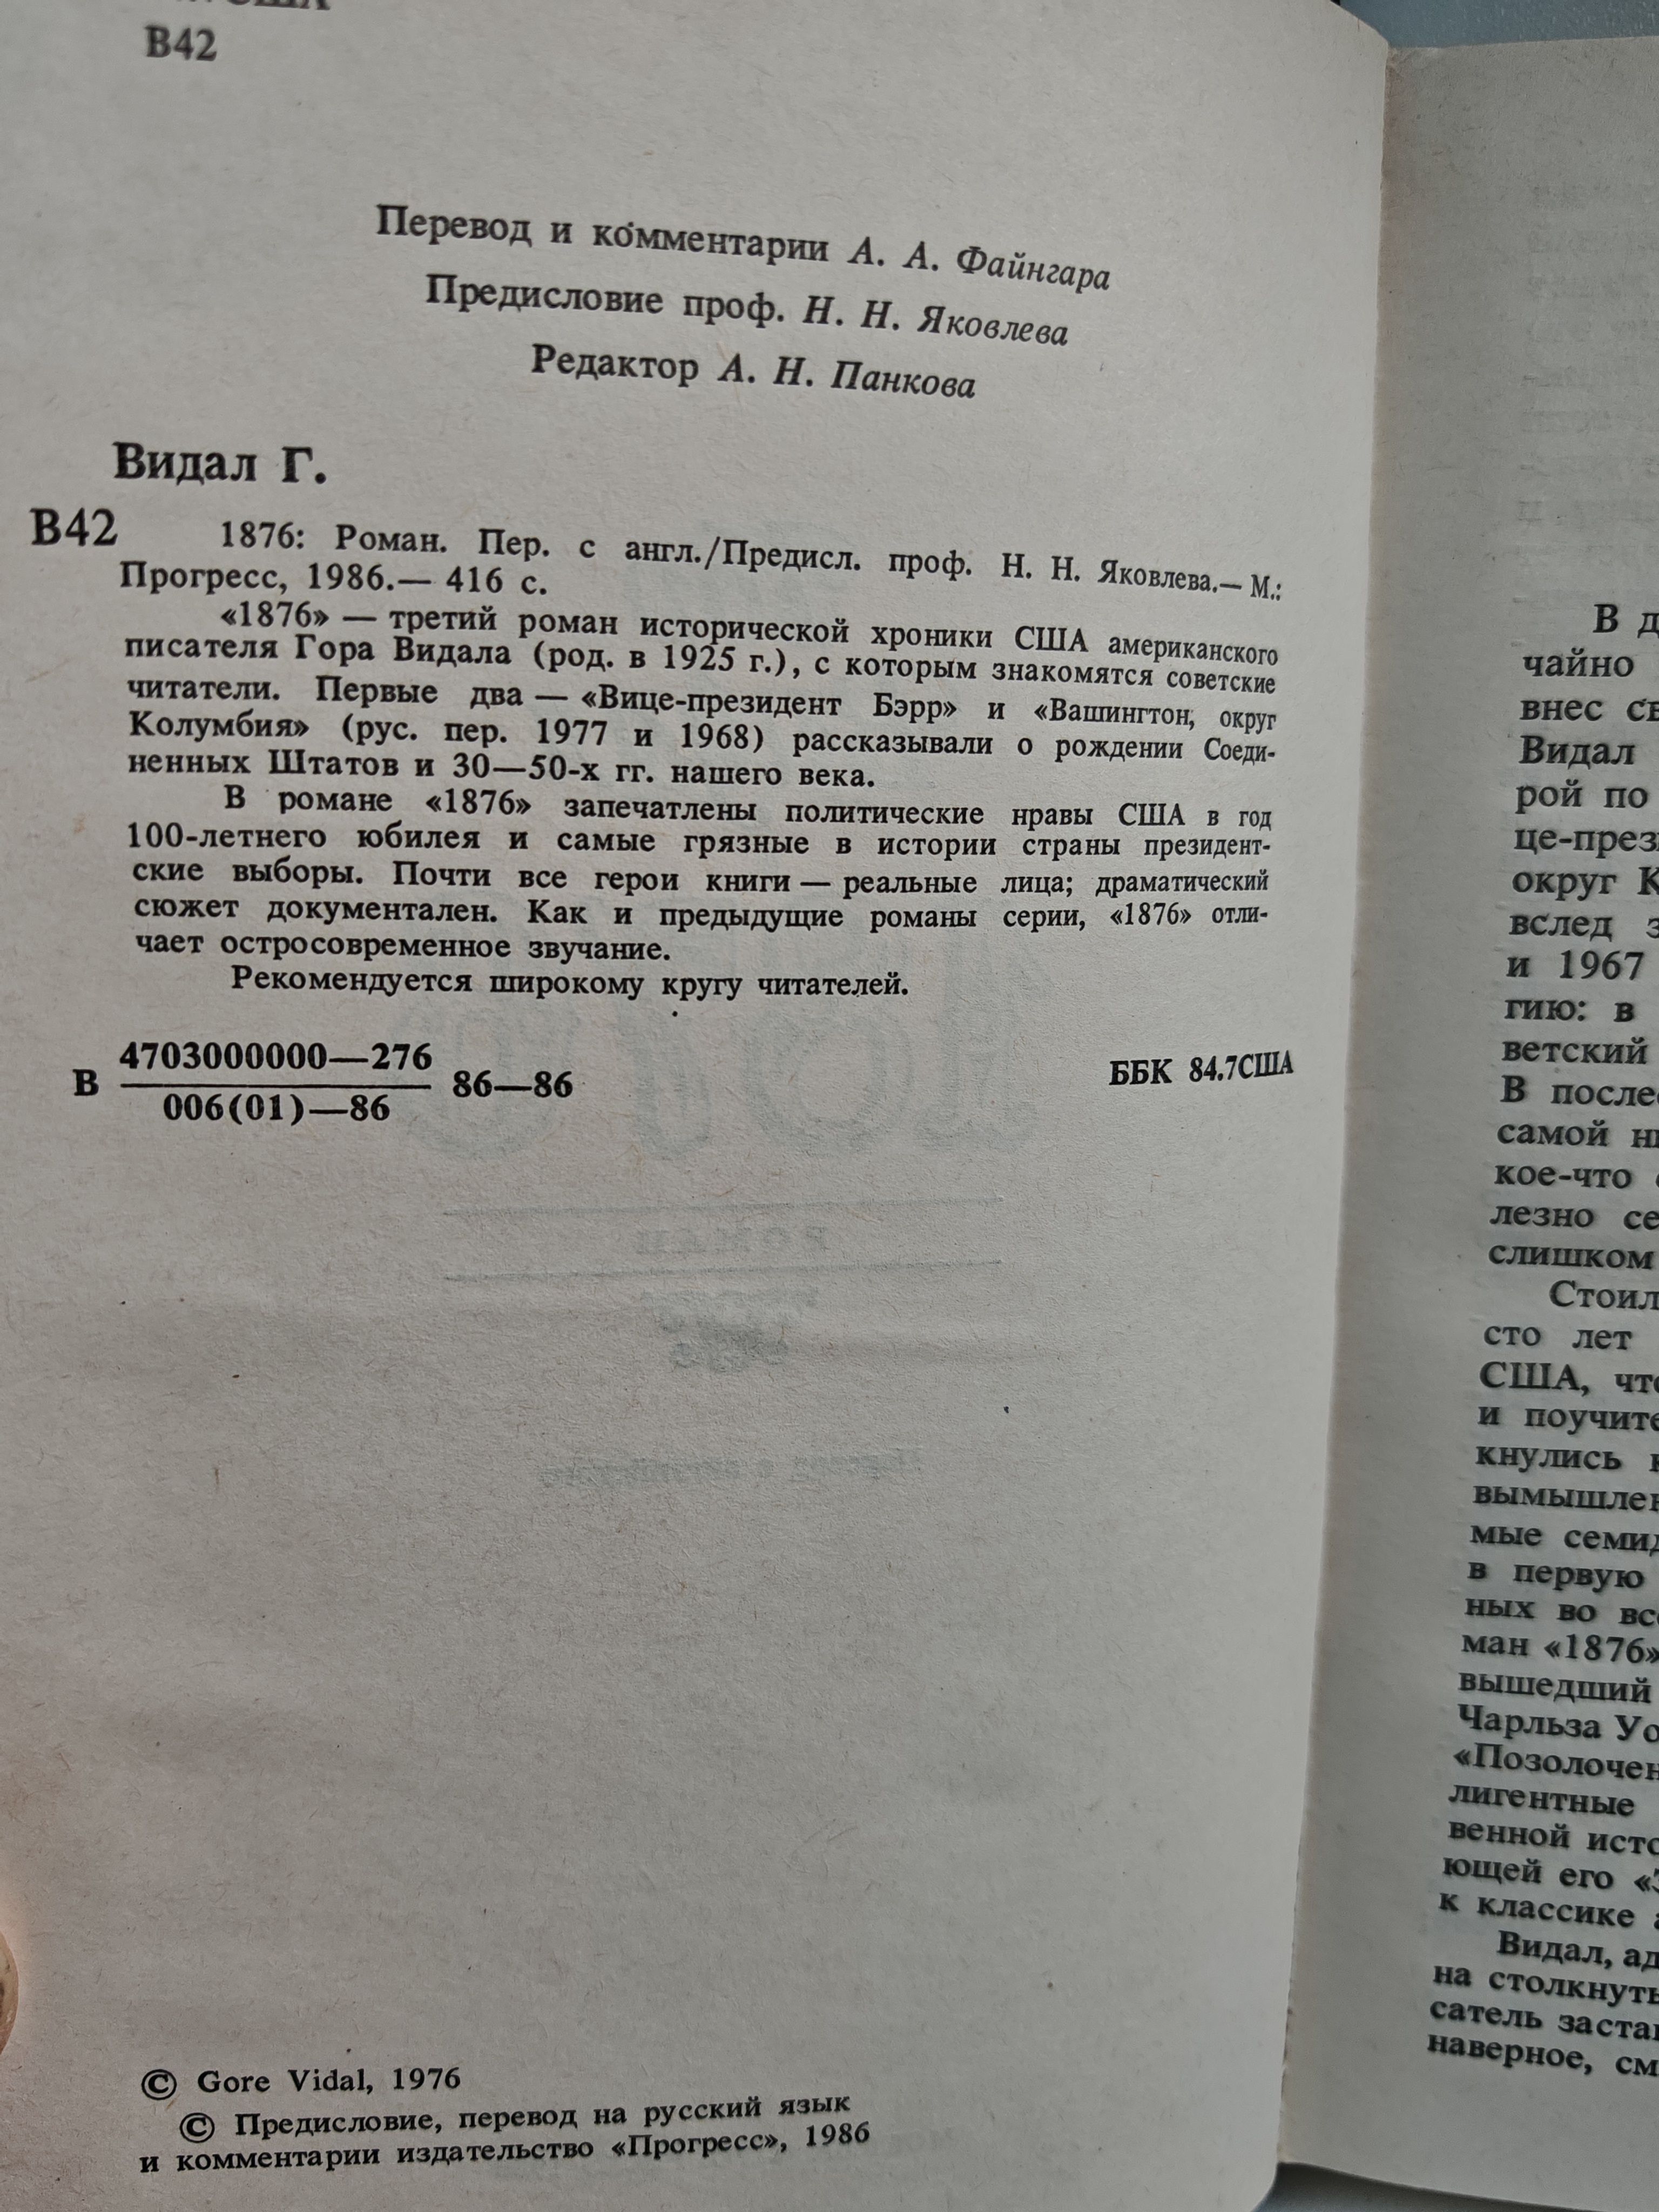 США
В42
Перевод и комментарии А. А. Файнгара
Предисловие проф. Н. Н. Яковлева
Редактор А. Н. Панкова
Видал Г.
В42 1876: Роман. Пер. с англ./Предисл. проф. Н. Н. Яковлева.— М.:
Прогресс, 1986.— 416 с.
«1876» — третий роман исторической хроники США американского
писателя Гора Видала (род. в 1925 г.), с которым знакомятся советские
читатели. Первые два — «Вице-президент Бэрр» и «Вашингтон, округ
Колумбия» (рус. пер. 1977 и 1968) рассказывали о рождении Соеди-
ненных Штатов и 30—50-х гг. нашего века.
В романе «1876» запечатлены политические нравы США в год
100-летнего юбилея и самые грязные в истории страны президент-
ские выборы. Почти все герои книги — реальные лица; драматический
сюжет документален. Как и предыдущие романы серии, «1876» отли-
чает остросовременное звучание.
Рекомендуется широкому кругу читателей.
4703000000—276
В 86—86 ББК 84.7США
006(01)—86
© Gore Vidal, 1976
© Предисловие, перевод на русский язык
и комментарии издательство «Прогресс», 1986
В
чайно
внес
Видал
рой по
це-през
округ К
вслед
и 1967
гию: в
ветский
В после
самой
кое-что
лезно се
слишком
Стоил
сто лет
США, что
и поучите
кнулись
вымышлен
мые семид
в первую
ных во все
ман «1876»
вышедший
Чарльза Уо
«Позолочен
лигентные
венной исто
ющей его
к классике
Видал, ад
на столкнуть
сатель застав
наверное, см